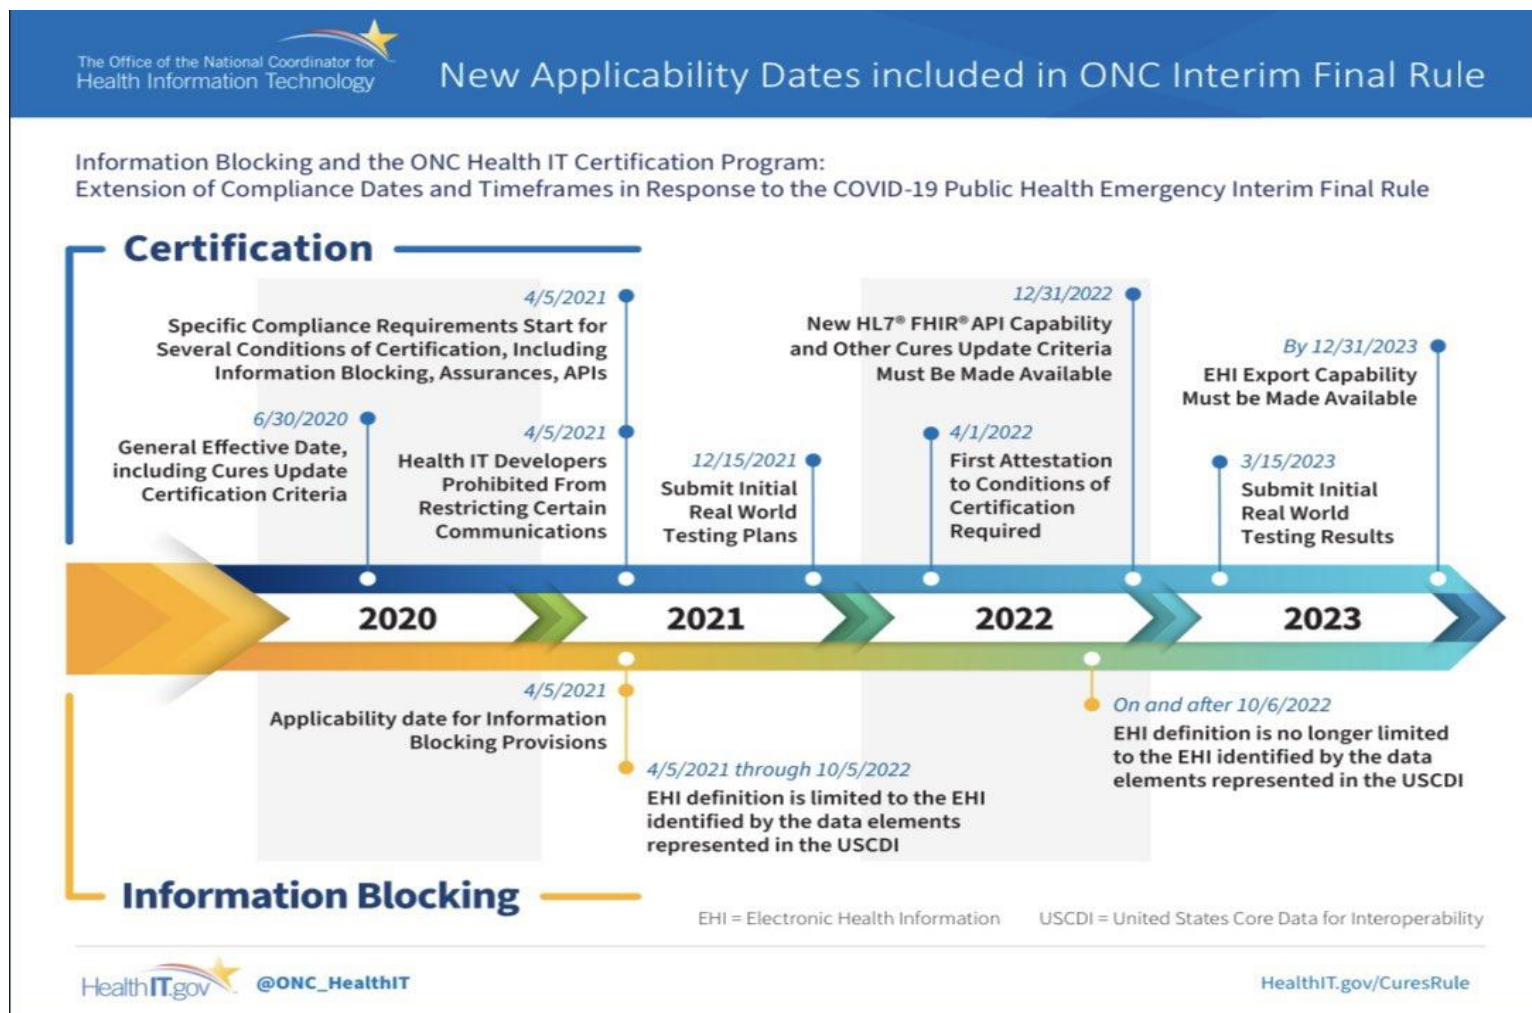 The Office of the National Coordinator for
Health Information Technology
New Applicability Dates included in ONC Interim Final Rule
Information Blocking and the ONC Health IT Certification Program:
Extension of Compliance Dates and Timeframes in Response to the COVID-19 Public Health Emergency Interim Final Rule
Certification
4/5/2021
Specific Compliance Requirements Start for
Several Conditions of Certification, Including
Information Blocking, Assurances, APIs
12/31/2022
New HL7® FHIR® API Capability
and Other Cures Update Criteria
Must Be Made Available
By 12/31/2023
EHI Export Capability
Must be Made Available
6/30/2020
General Effective Date,
including Cures Update
Certification Criteria
4/5/2021
Health IT Developers
Prohibited From
Restricting Certain
Communications
12/15/2021
Submit Initial
Real World
Testing Plans
4/1/2022
First Attestation
to Conditions of
Certification
Required
3/15/2023
Submit Initial
Real World
Testing Results
2020
2021
2022
2023
4/5/2021
Applicability date for Information
Blocking Provisions
4/5/2021 through 10/5/2022
EHI definition is limited to the EHI
identified by the data elements
represented in the USCDI
On and after 10/6/2022
EHI definition is no longer limited
to the EHI identified by the data
elements represented in the USCDI
Information Blocking
EHI = Electronic Health Information
USCDI = United States Core Data for Interoperability
HealthIT.gov
@ONC_HealthIT
HealthIT.gov/CuresRule